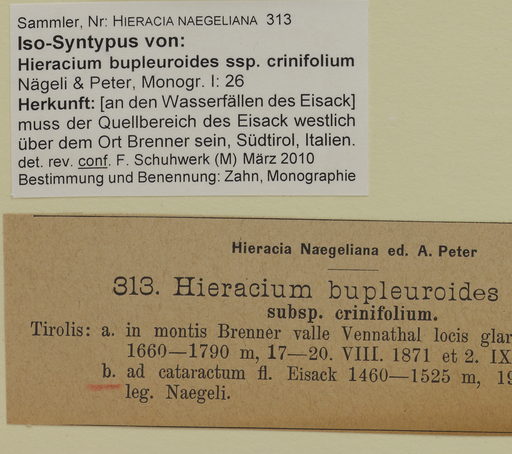 Sammler, Nr: HIERACIA NAEGELIANA 313
Iso-Syntypus von:
Hieracium bupleuroides ssp. crinifolium
Nägeli & Peter, Monogr. I: 26
Herkunft: [an den Wasserfällen des Eisack]
muss der Quellbereich des Eisack westlich
über dem Ort Brenner sein, Südtirol, Italien.
det. rev. conf. F. Schuhwerk (M) März 2010
Bestimmung und Benennung: Zahn, Monographie
Hieracia Naegeliana ed. A. Peter
313. Hieracium bupleuroides
subsp. crinifolium.
Tirolis: a. in montis Brenner valle Vennathal locis
1660—1790 m, 17—20. VIII. 1871 et 2. IX
b. ad cataractum fl. Eisack 1460—1525 m,
leg. Naegeli.